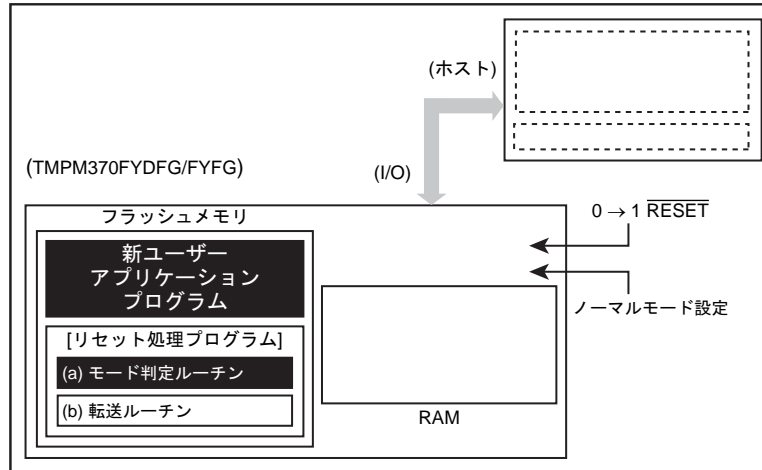 (ホスト)
(TMPM370FYDFG/FYFG)
(I/O)
フラッシュメモリ
0 → 1 RESET
新ユーザー
アプリケーション
プログラム
ノーマルモード設定
[リセット処理プログラム]
(a) モード判定ルーチン
(b) 転送ルーチン
RAM